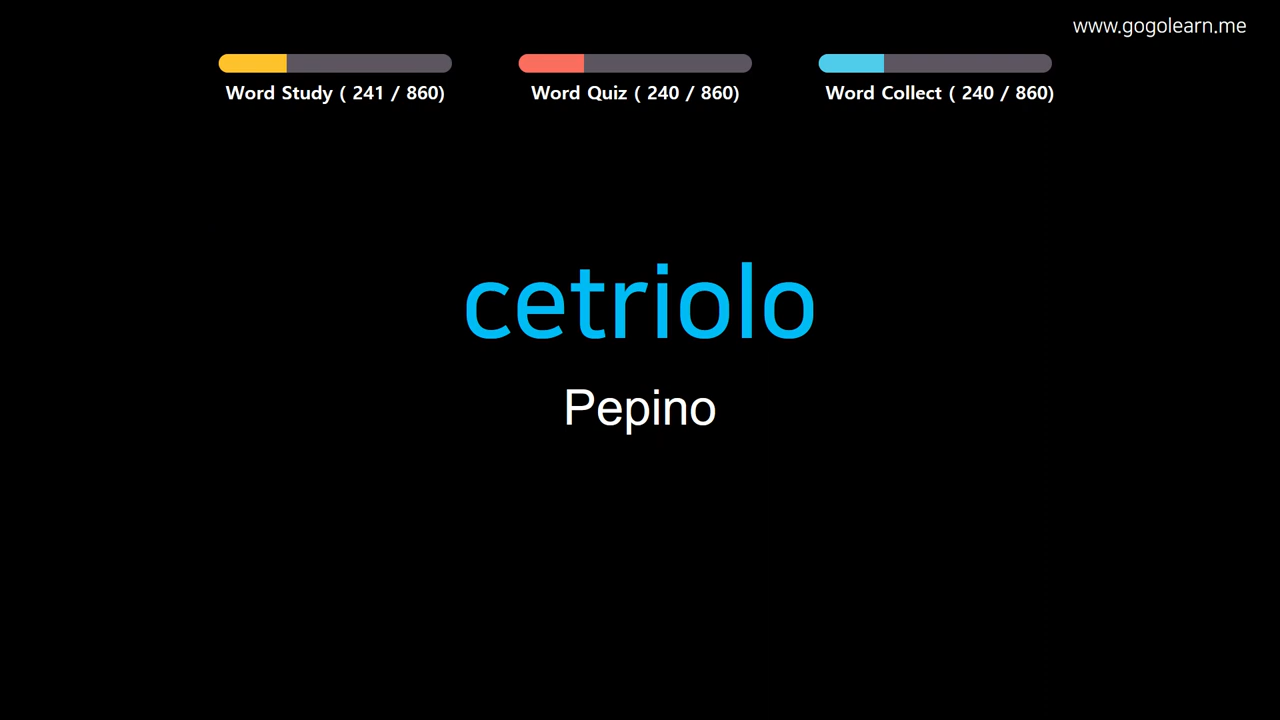 www.gogolearn.me
Word Study ( 241 / 860)
Word Quiz ( 240 / 860)
Word Collect ( 240 / 860)
cetriolo
Pepino